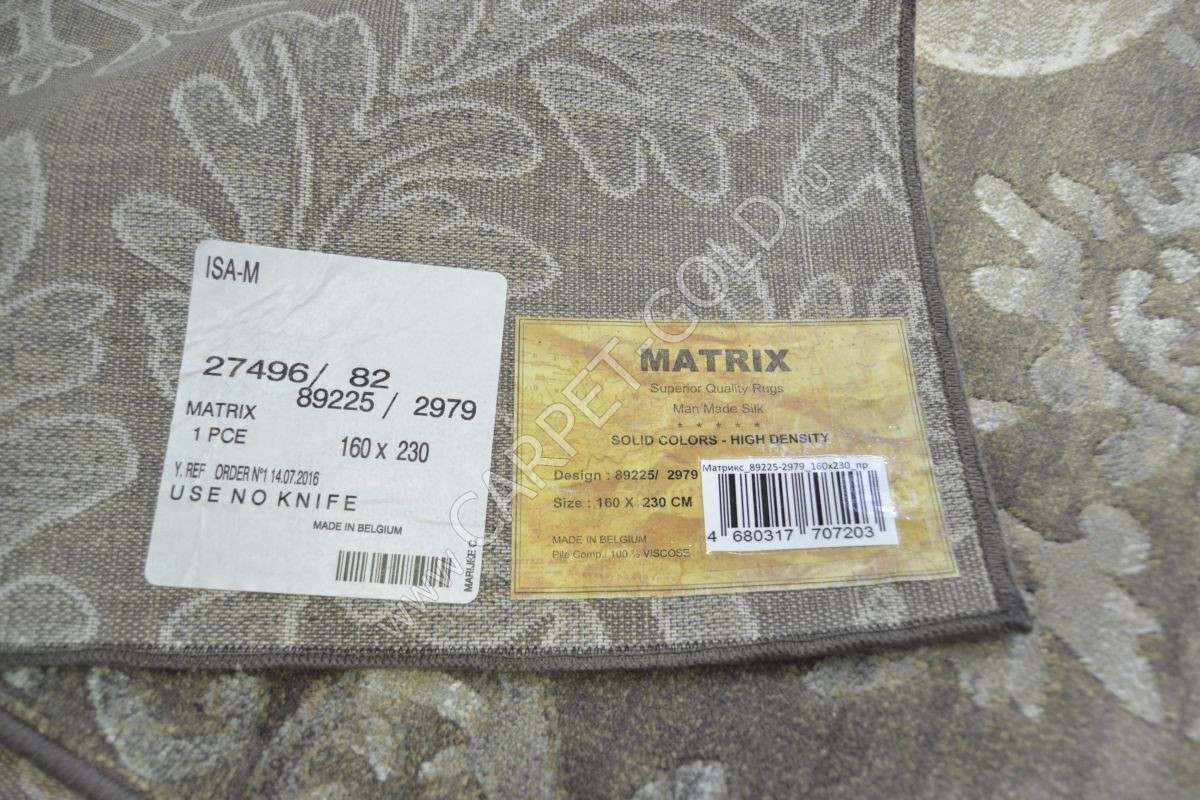 ISA-M
27496/ 82
89225 / 2979
MATRIX
1 PCE
160 x 230
Y. REF ORDER N°1 14.07.2016
USE NO KNIFE
MADE IN BELGIUM
MARLIKE
MATRIX
Superior Quality Rugs
Man Made Silk
* * * * *
SOLID COLORS - HIGH DENSITY
Design : 89225/ 2979
Size : 160 X 230 CM
MADE IN BELGIUM
Pile Comp.: 100 % VISCOSE
Матрикс_89225-2979_160x230_пр
4 680317 707203
www.CARPET-GOLD.ru